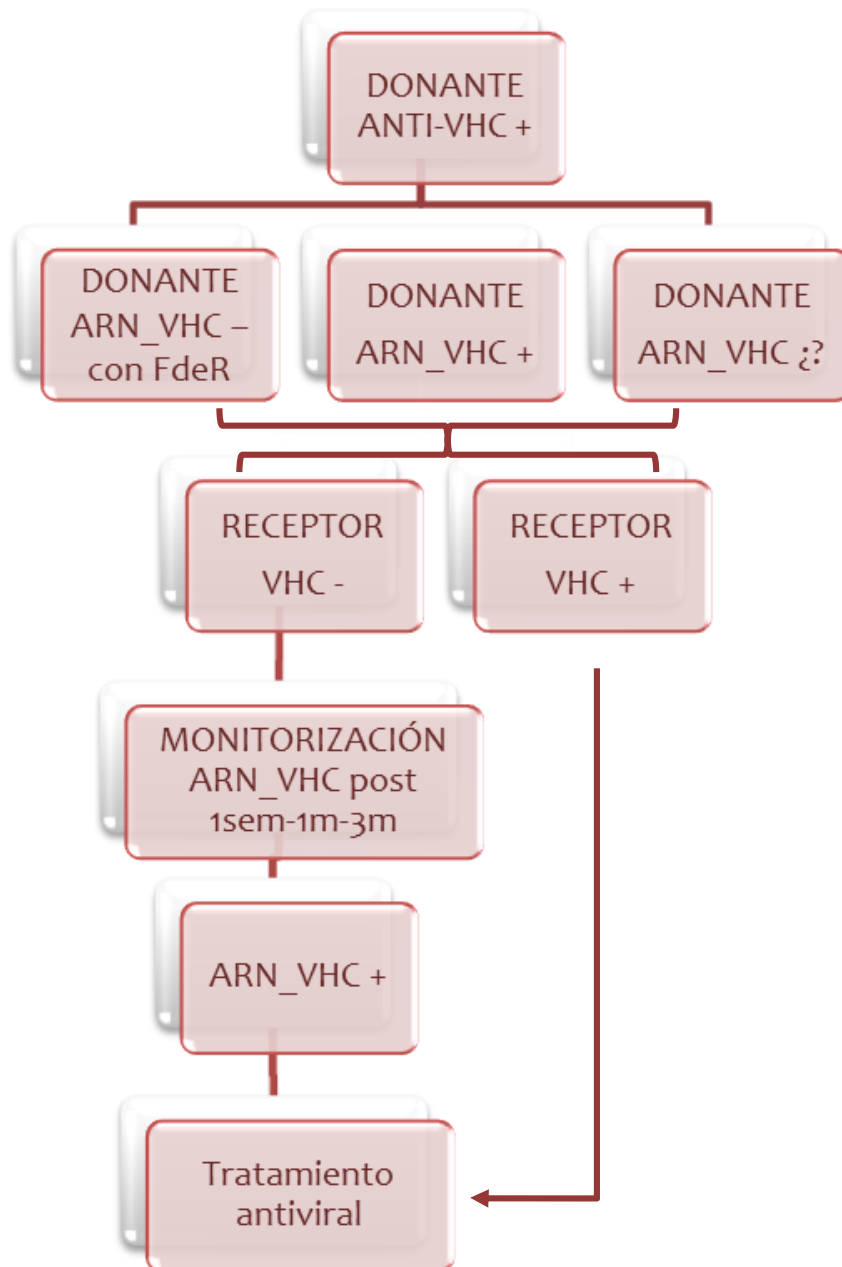 DONANTE
ANTI-VHC +
DONANTE
ARN_VHC –
con FdeR
DONANTE
ARN_VHC +
DONANTE
ARN_VHC ¿?
RECEPTOR
VHC -
RECEPTOR
VHC +
MONITORIZACIÓN
ARN_VHC post
1sem-1m-3m
ARN_VHC +
Tratamiento
antiviral